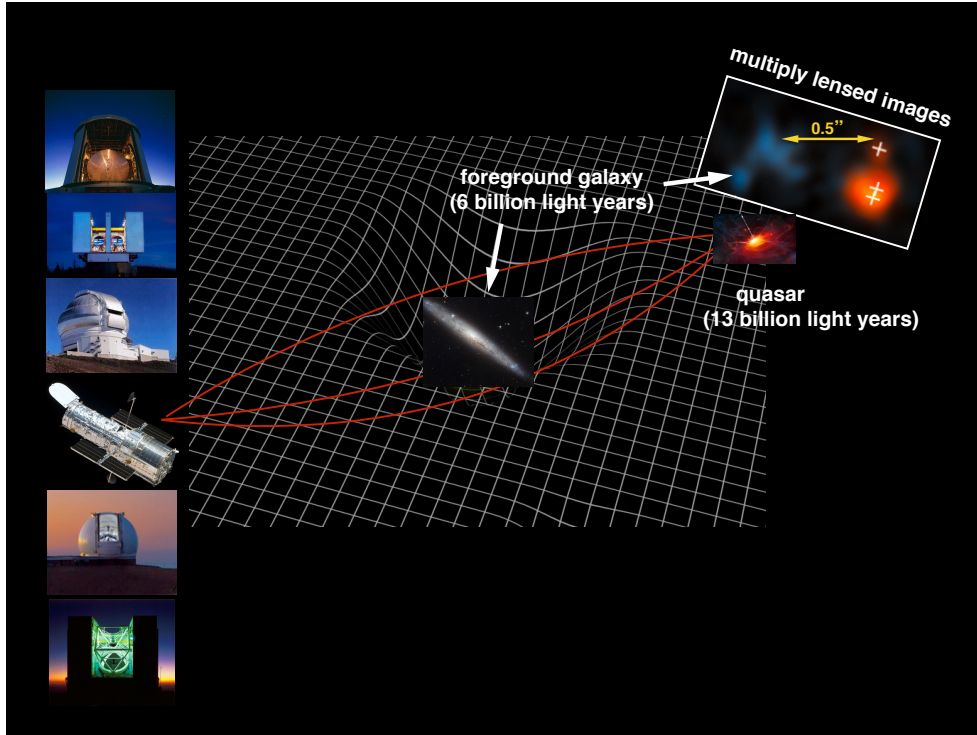 multiply lensed images
0.5”
foreground galaxy
(6 billion light years)
quasar
(13 billion light years)